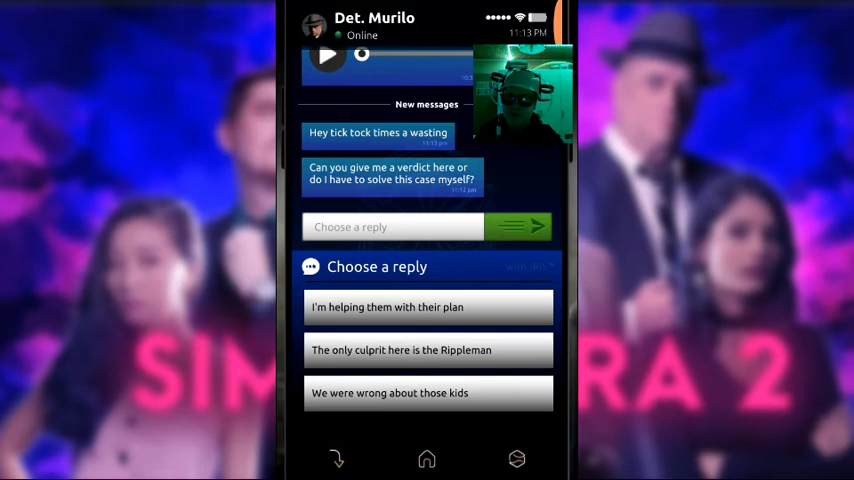 Det. Murilo
Online
11:13 PM
New messages
Hey tick tock times a wasting
11:13 pm
Can you give me a verdict here or
do I have to solve this case myself?
11:12 pm
Choose a reply
Choose a reply
with IRIS
I'm helping them with their plan
The only culprit here is the Rippleman
We were wrong about those kids
SIM
RA 2